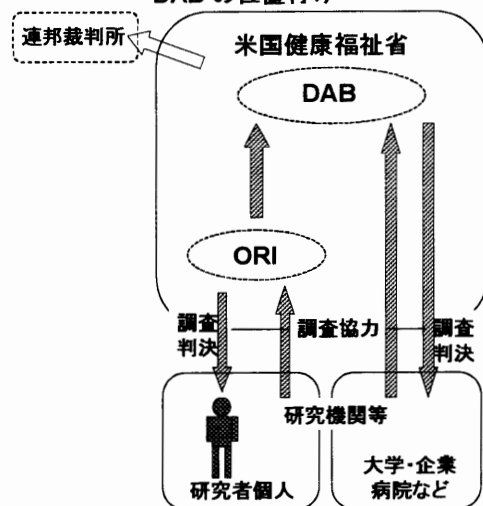 DABの位置付け
連邦裁判所
米国健康福祉省
DAB
ORI
調査
判決
調査協力
調査
判決
研究機関等
研究者個人
大学・企業
病院など